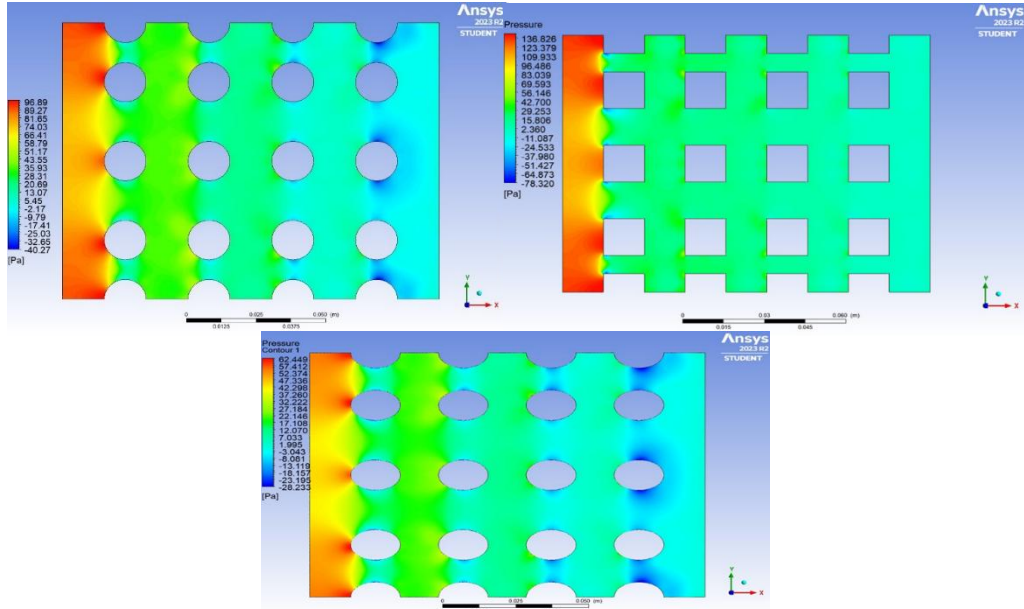 Ansys
2023 R2
STUDENT
96.89
89.27
81.65
74.03
66.41
58.79
51.17
43.55
35.93
28.31
20.69
13.07
5.45
-2.17
-9.79
-17.41
-25.03
-32.65
-40.27
[Pa]
0
0.025
0.050
(m)
0.0125
0.0375
Y
X
Ansys
2023 R2
STUDENT
Pressure
136.826
123.379
109.933
96.486
83.039
69.593
56.146
42.700
29.253
15.806
2.360
-11.087
-24.533
-37.980
-51.427
-64.873
-78.320
[Pa]
0
0.03
0.060
(m)
0.015
0.045
Y
X
Ansys
2023 R2
STUDENT
Pressure
Contour 1
62.449
57.412
52.374
47.336
42.298
37.260
32.222
27.184
22.146
17.108
12.070
7.033
1.995
-3.043
-8.081
-13.119
-18.157
-23.195
-28.233
[Pa]
0
0.025
0.050
(m)
Y
X